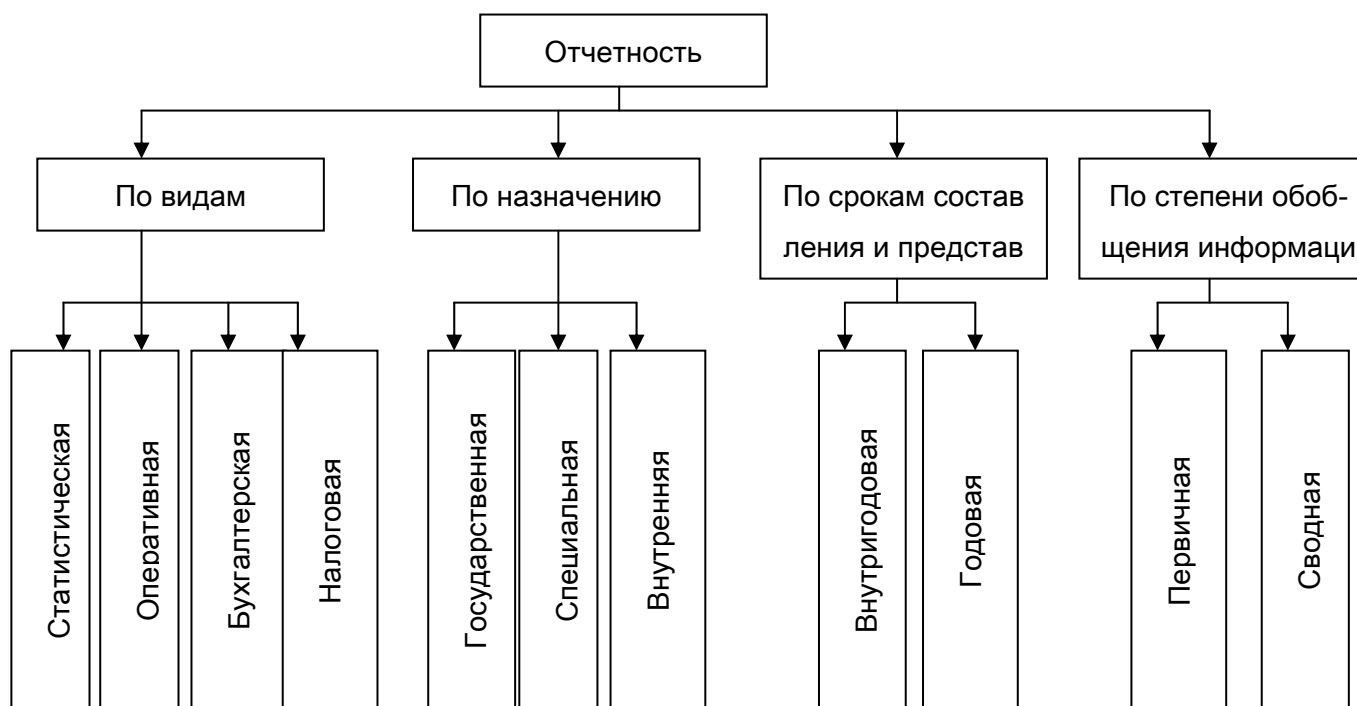 Отчетность
По видам
По назначению
По срокам состав
ления и представ
По степени обоб-
щения информаци
Статистическая
Оперативная
Бухгалтерская
Налоговая
Государственная
Специальная
Внутренняя
Внутригодовая
Годовая
Первичная
Сводная